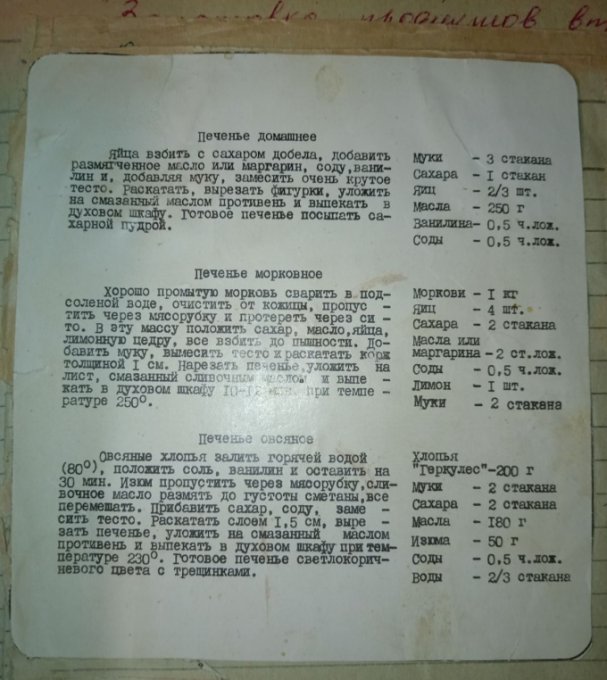 Заготовка продуктов вп
Печенье домашнее
Яйца взбить с сахаром добела, добавить
размягченное масло или маргарин, соду,вани-
лин и, добавляя муку, замесить очень крутое
тесто. Раскатать, вырезать фигурки, уложить
на смазанный маслом противень и выпекать в
духовом шкафу. Готовое печенье посыпать са-
харной пудрой.
Муки - 3 стакана
Сахара - I стакан
Яиц - 2/3 шт.
Масла - 250 г
Ванилина- 0,5 ч.лож.
Соды - 0,5 ч.лож.
Печенье морковное
Хорошо промытую морковь сварить в под-
соленой воде, очистить от кожицы, пропус -
тить через мясорубку и протереть через си -
то. В эту массу положить сахар, масло,яйца,
лимонную цедру, все взбить до пышности. До-
бавить муку, вымесить тесто и раскатать корж
толщиной I см. Нарезать печенье,уложить на
лист, смазанный сливочным маслом и выпе -
кать в духовом шкафу I0-I2 мин. при темпе -
ратуре 250°.
Моркови - I кг
Яиц - 4 шт.
Сахара - 2 стакана
Масла или
маргарина-2 ст.лож.
Соды - 0,5 ч.лож.
Лимон - I шт.
Муки - 2 стакана
Печенье овсяное
Овсяные хлопья залить горячей водой
(80°), положить соль, ванилин и оставить на
30 мин. Изюм пропустить через мясорубку,сли-
вочное масло размять до густоты сметаны,все
перемешать. Прибавить сахар, соду, заме -
сить тесто. Раскатать слоем I,5 см, выре -
зать печенье, уложить на смазанный маслом
противень и выпекать в духовом шкафу при тем-
пературе 230°. Готовое печенье светлокорич-
невого цвета с трещинками.
Хлопья
"Геркулес"-200 г
Муки - 2 стакана
Сахара - 2 стакана
Масла - I80 г
Изюма - 50 г
Соды - 0,5 ч.лож.
Воды - 2/3 стакана